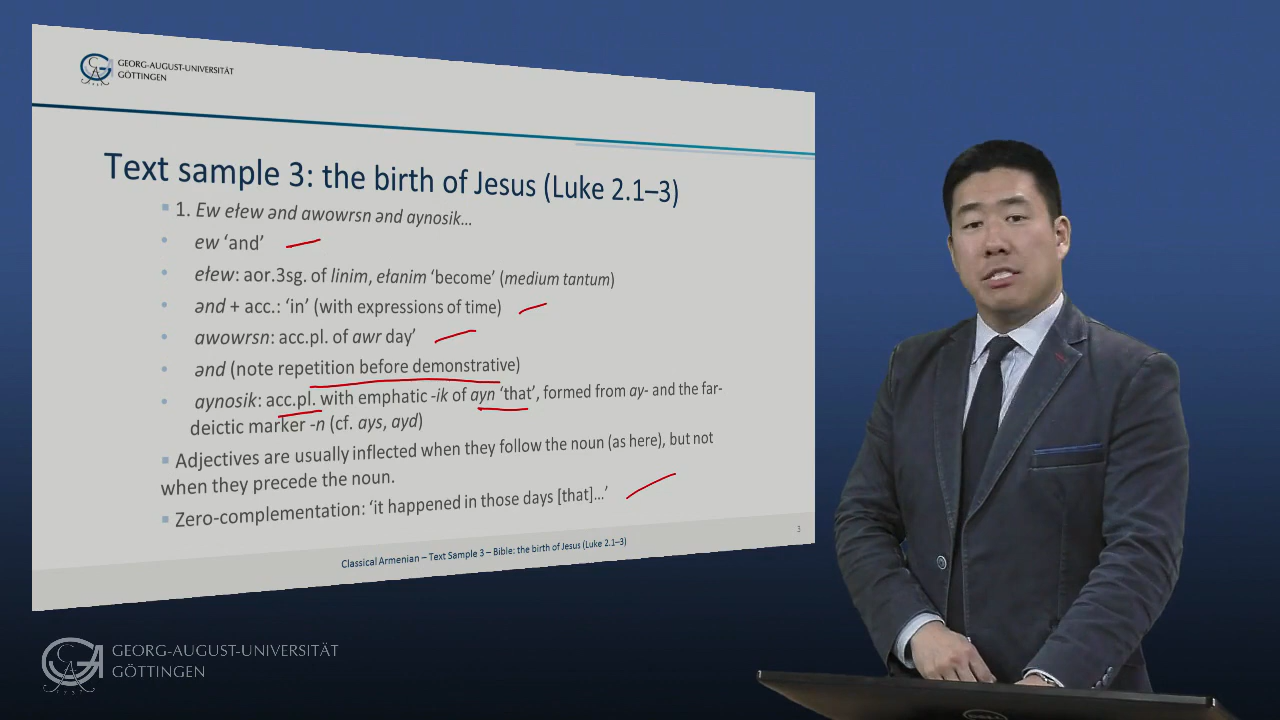 GEORG-AUGUST-UNIVERSITÄT
GÖTTINGEN
Text sample 3: the birth of Jesus (Luke 2.1–3)
1. Ew ełew ənd awowrsn ənd aynosik...
ew ‘and’
ełew: aor.3sg. of linim, ełanim ‘become’ (medium tantum)
ənd + acc.: ‘in’ (with expressions of time)
awowrsn: acc.pl. of awr day’
ənd (note repetition before demonstrative)
aynosik: acc.pl. with emphatic -ik of ayn ‘that’, formed from ay- and the far-
deictic marker -n (cf. ays, ayd)
Adjectives are usually inflected when they follow the noun (as here), but not
when they precede the noun.
Zero-complementation: ‘it happened in those days [that]...’
3
Classical Armenian – Text Sample 3 – Bible: the birth of Jesus (Luke 2.1–3)
GEORG-AUGUST-UNIVERSITÄT
GÖTTINGEN